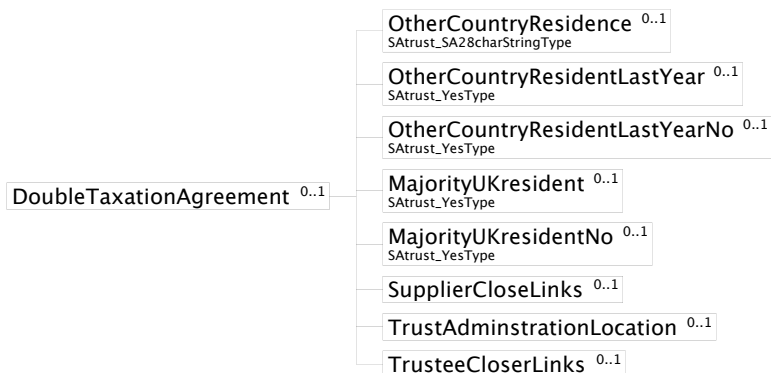 OtherCountryResidence 0..1
SAtrust_SA28charStringType
OtherCountryResidentLastYear 0..1
SAtrust_YesType
OtherCountryResidentLastYearNo 0..1
SAtrust_YesType
DoubleTaxationAgreement 0..1
MajorityUKresident 0..1
SAtrust_YesType
MajorityUKresidentNo 0..1
SAtrust_YesType
SupplierCloseLinks 0..1
TrustAdminstrationLocation 0..1
TrusteeCloserLinks 0..1